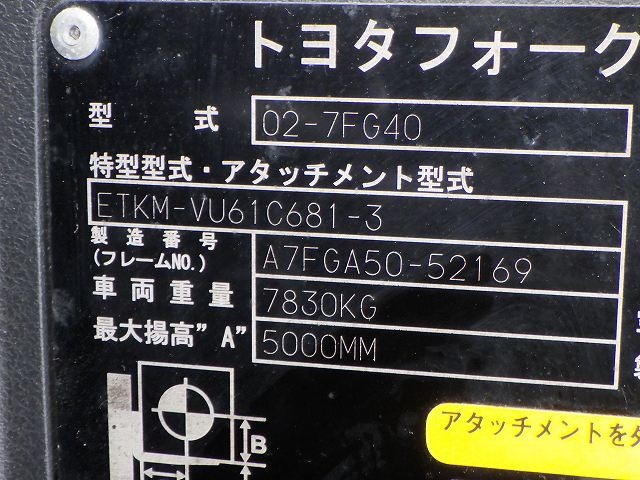 トヨタフォーク
型 式 02-7FG40
特型型式・アタッチメント型式
ETKM-VU61C681-3
製造番号
(フレームNO.) A7FGA50-52169
車両重量 7830KG
最大揚高"A" 5000MM
B
アタッチメントを